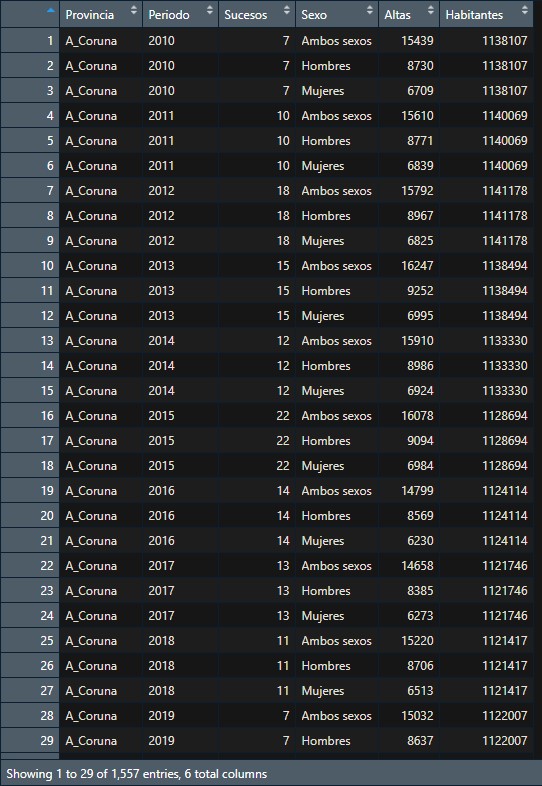 Provincia Periodo Sucesos Sexo Altas Habitantes
1 A_Coruna 2010 7 Ambos sexos 15439 1138107
2 A_Coruna 2010 7 Hombres 8730 1138107
3 A_Coruna 2010 7 Mujeres 6709 1138107
4 A_Coruna 2011 10 Ambos sexos 15610 1140069
5 A_Coruna 2011 10 Hombres 8771 1140069
6 A_Coruna 2011 10 Mujeres 6839 1140069
7 A_Coruna 2012 18 Ambos sexos 15792 1141178
8 A_Coruna 2012 18 Hombres 8967 1141178
9 A_Coruna 2012 18 Mujeres 6825 1141178
10 A_Coruna 2013 15 Ambos sexos 16247 1138494
11 A_Coruna 2013 15 Hombres 9252 1138494
12 A_Coruna 2013 15 Mujeres 6995 1138494
13 A_Coruna 2014 12 Ambos sexos 15910 1133330
14 A_Coruna 2014 12 Hombres 8986 1133330
15 A_Coruna 2014 12 Mujeres 6924 1133330
16 A_Coruna 2015 22 Ambos sexos 16078 1128694
17 A_Coruna 2015 22 Hombres 9094 1128694
18 A_Coruna 2015 22 Mujeres 6984 1128694
19 A_Coruna 2016 14 Ambos sexos 14799 1124114
20 A_Coruna 2016 14 Hombres 8569 1124114
21 A_Coruna 2016 14 Mujeres 6230 1124114
22 A_Coruna 2017 13 Ambos sexos 14658 1121746
23 A_Coruna 2017 13 Hombres 8385 1121746
24 A_Coruna 2017 13 Mujeres 6273 1121746
25 A_Coruna 2018 11 Ambos sexos 15220 1121417
26 A_Coruna 2018 11 Hombres 8706 1121417
27 A_Coruna 2018 11 Mujeres 6513 1121417
28 A_Coruna 2019 7 Ambos sexos 15032 1122007
29 A_Coruna 2019 7 Hombres 8637 1122007
Showing 1 to 29 of 1,557 entries, 6 total columns